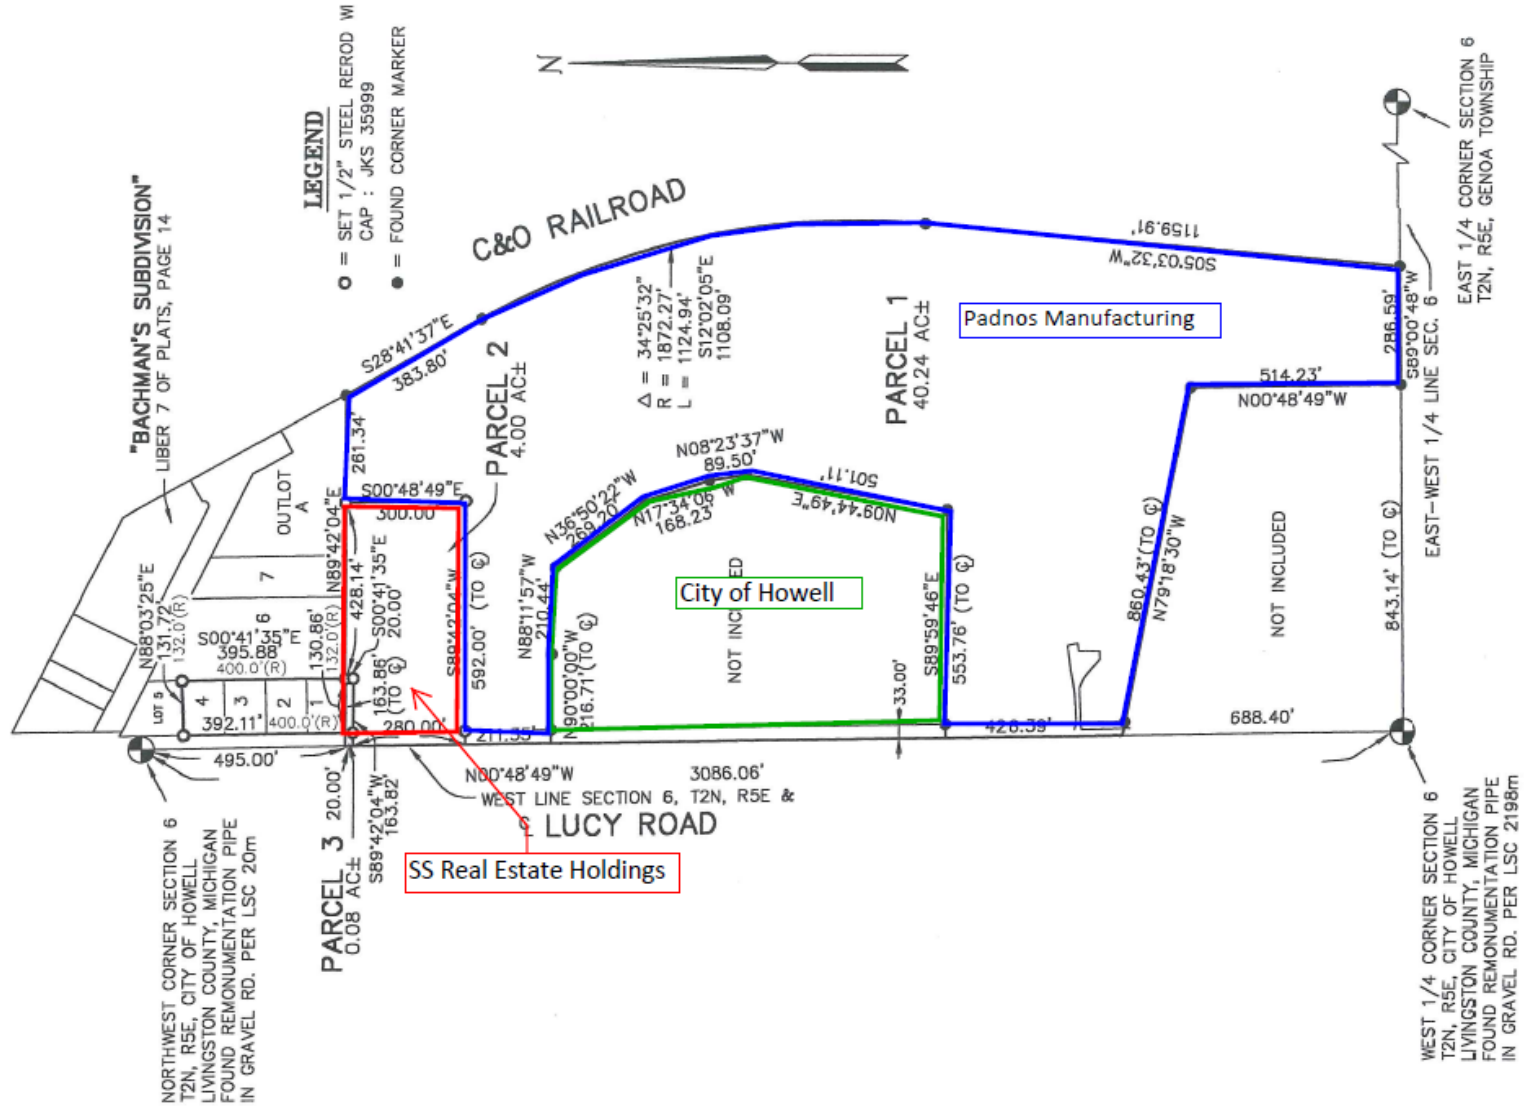 N
LEGEND
= SET 1/2" STEEL REROD WI
CAP : JKS 35999
= FOUND CORNER MARKER
"BACHMAN'S SUBDIVISION"
LIBER 7 OF PLATS, PAGE 14
C&O RAILROAD
EAST 1/4 CORNER SECTION 6
T2N, R5E, GENOA TOWNSHIP
S28°41'37"E
383.80'
261.34'
Δ = 34°25'32"
R = 1872.27'
L = 1124.94'
S12°02'05"E
1108.09'
1159.91'
S05°03'32"W
286.59'
S89°00'48"W
EAST-WEST 1/4 LINE SEC. 6
PARCEL 1
40.24 AC±
Padnos Manufacturing
PARCEL 2
4.00 AC±
514.23'
N00°48'49"W
OUTLOT
A
S00°48'49"E
300.00'
N89°42'04"E
428.14'
N36°50'22"W
269.20'
N17°34'06"W
168.23'
N08°23'37"W
89.50'
501.11'
N09°44'49"E
7
6
N88°03'25"E
131.72'
132.0'(R)
S00°41'35"E
395.88'
400.0'(R)
130.86'
132.0'(R)
S00°41'35"E
20.00'
163.86'
(TO ℄)
S89°42'04"W
592.00' (TO ℄)
N88°11'57"W
210.44'
N90°00'00"W
216.71'(TO ℄)
City of Howell
NOT INCLUDED
S89°59'46"E
553.76' (TO ℄)
33.00'
860.43'(TO ℄)
N79°18'30"W
NOT INCLUDED
843.14' (TO ℄)
LOT 5
4
3
2
1
392.11'
400.0'(R)
280.00'
211.35'
426.39'
688.40'
495.00'
20.00'
S89°42'04"W
163.82'
N00°48'49"W
3086.06'
WEST LINE SECTION 6, T2N, R5E &
℄ LUCY ROAD
SS Real Estate Holdings
PARCEL 3
0.08 AC±
NORTHWEST CORNER SECTION 6
T2N, R5E, CITY OF HOWELL
LIVINGSTON COUNTY, MICHIGAN
FOUND REMONUMENTATION PIPE
IN GRAVEL RD. PER LSC 20m
WEST 1/4 CORNER SECTION 6
T2N, R5E, CITY OF HOWELL
LIVINGSTON COUNTY, MICHIGAN
FOUND REMONUMENTATION PIPE
IN GRAVEL RD. PER LSC 2198m